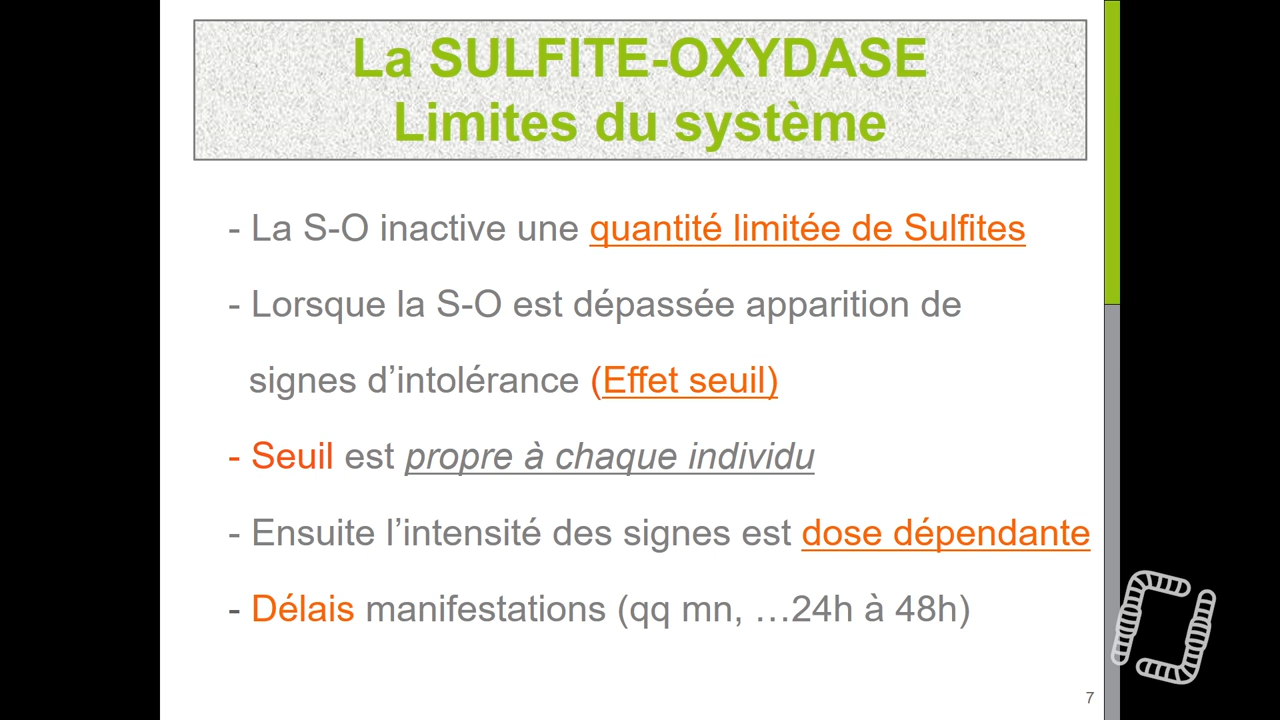 La SULFITE-OXYDASE
Limites du système
- La S-O inactive une quantité limitée de Sulfites
- Lorsque la S-O est dépassée apparition de
signes d’intolérance (Effet seuil)
- Seuil est propre à chaque individu
- Ensuite l’intensité des signes est dose dépendante
- Délais manifestations (qq mn, …24h à 48h)
7